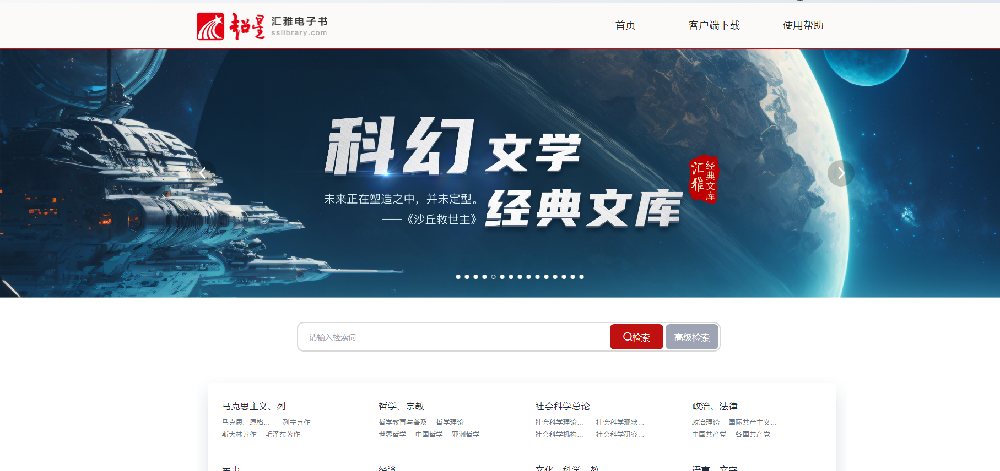 超星 汇雅电子书
sslibrary.com
首页 客户端下载 使用帮助
科幻文学
经典文库
汇雅
经典文库
未来正在塑造之中，并未定型。
——《沙丘救世主》
请输入检索词 检索 高级检索
马克思主义、列... 哲学、宗教 社会科学总论 政治、法律
马克思、恩格... 列宁著作 哲学教育与普及 哲学理论 社会科学理论... 社会科学现状... 政治理论 国际共产主义...
斯大林著作 毛泽东著作 世界哲学 中国哲学 亚洲哲学 社会科学机构... 社会科学研究... 中国共产党 各国共产党
军事 经济 文化、科学、教 语言、文字